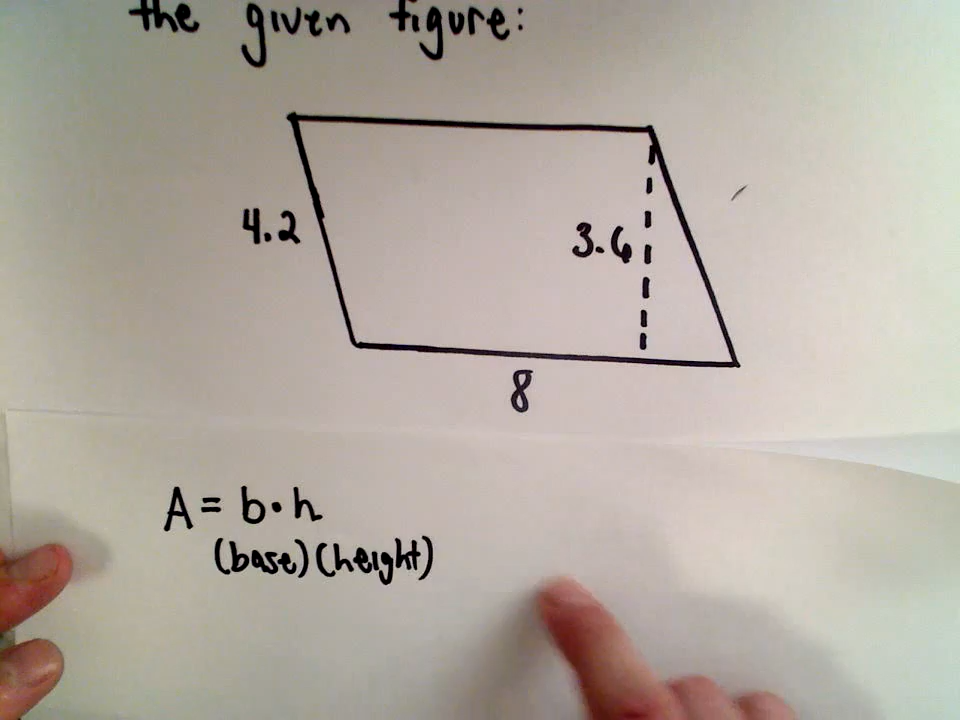 the given figure:
4.2
3.6
8
A = b·h
(base)(height)